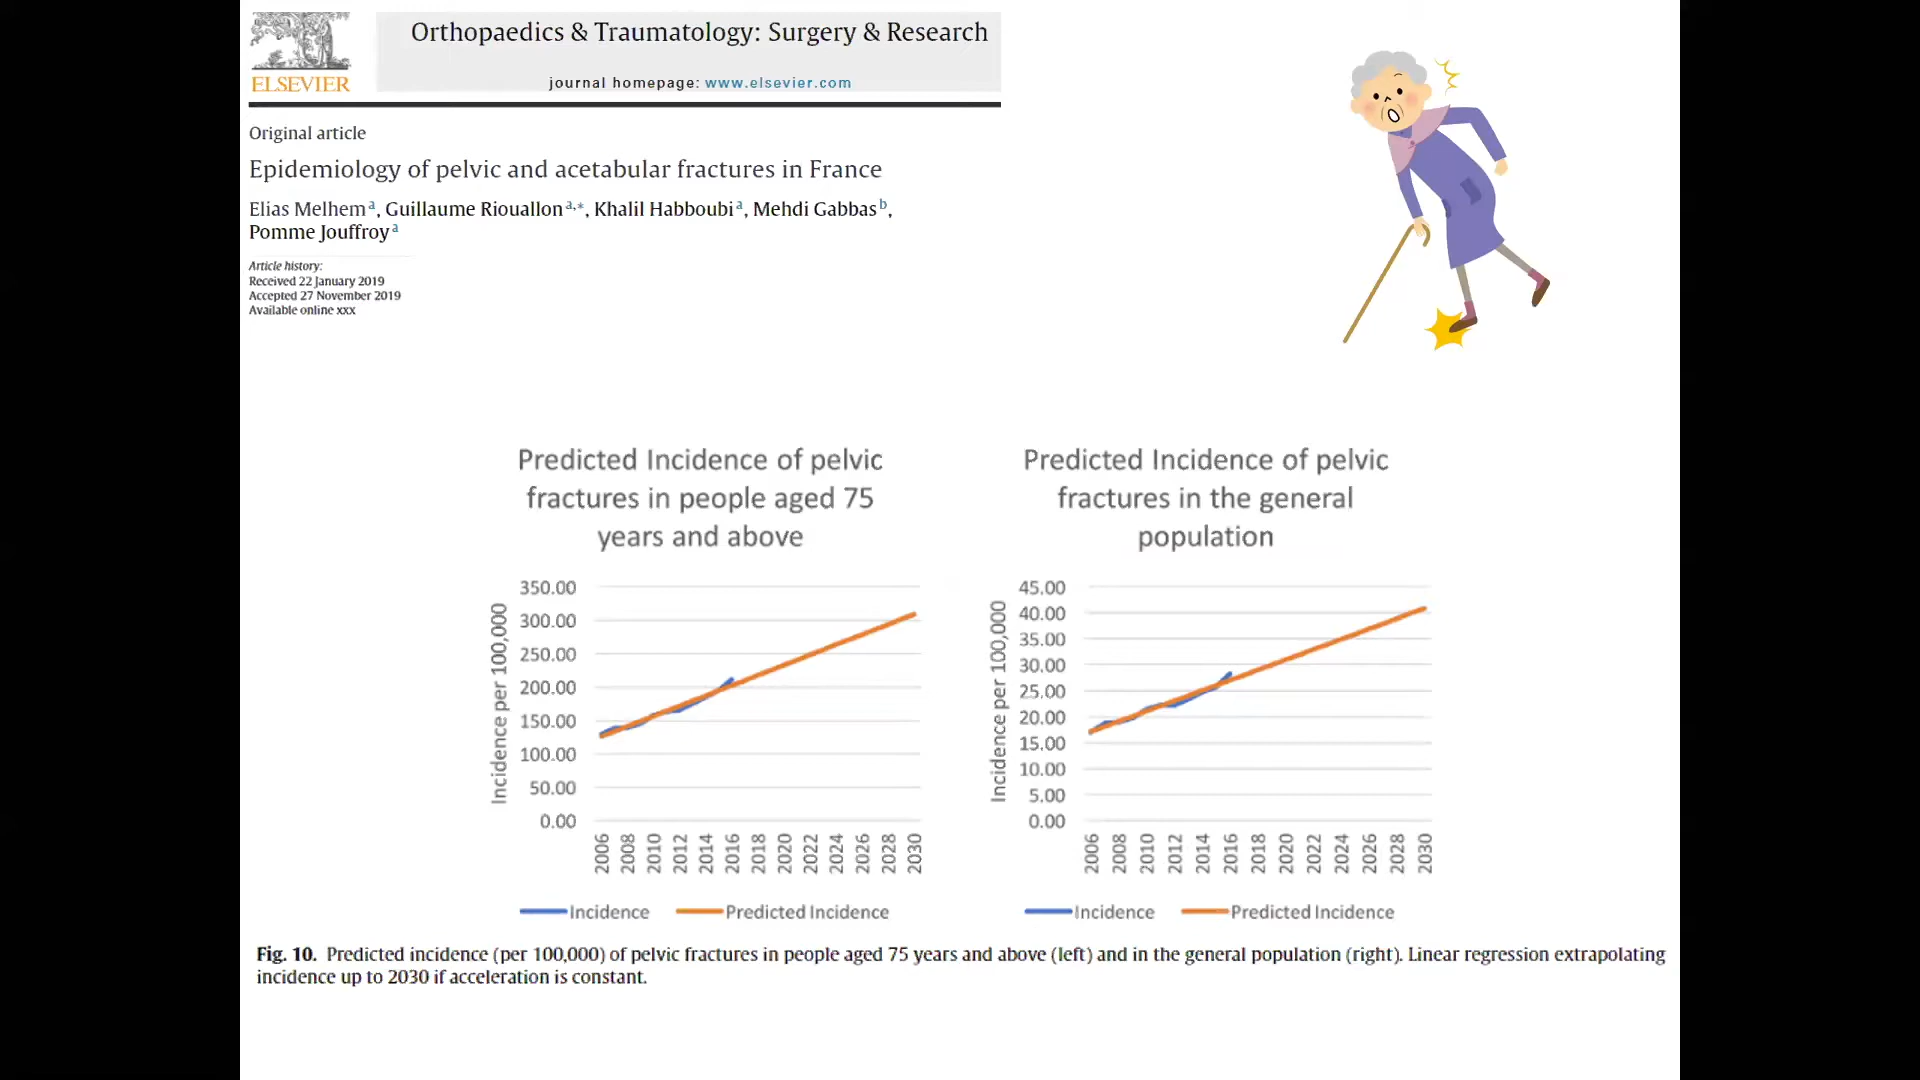 ELSEVIER
Orthopaedics & Traumatology: Surgery & Research
journal homepage: www.elsevier.com
Original article
Epidemiology of pelvic and acetabular fractures in France
Elias Melhem a, Guillaume Riouallon a,*, Khalil Habboubi a, Mehdi Gabbas b,
Pomme Jouffroy a
Article history:
Received 22 January 2019
Accepted 27 November 2019
Available online xxx
Predicted Incidence of pelvic
fractures in people aged 75
years and above
Incidence per 100,000
350.00
300.00
250.00
200.00
150.00
100.00
50.00
0.00
2006 2008 2010 2012 2014 2016 2018 2020 2022 2024 2026 2028 2030
Incidence Predicted Incidence
Predicted Incidence of pelvic
fractures in the general
population
Incidence per 100,000
45.00
40.00
35.00
30.00
25.00
20.00
15.00
10.00
5.00
0.00
2006 2008 2010 2012 2014 2016 2018 2020 2022 2024 2026 2028 2030
Incidence Predicted Incidence
Fig. 10. Predicted incidence (per 100,000) of pelvic fractures in people aged 75 years and above (left) and in the general population (right). Linear regression extrapolating
incidence up to 2030 if acceleration is constant.